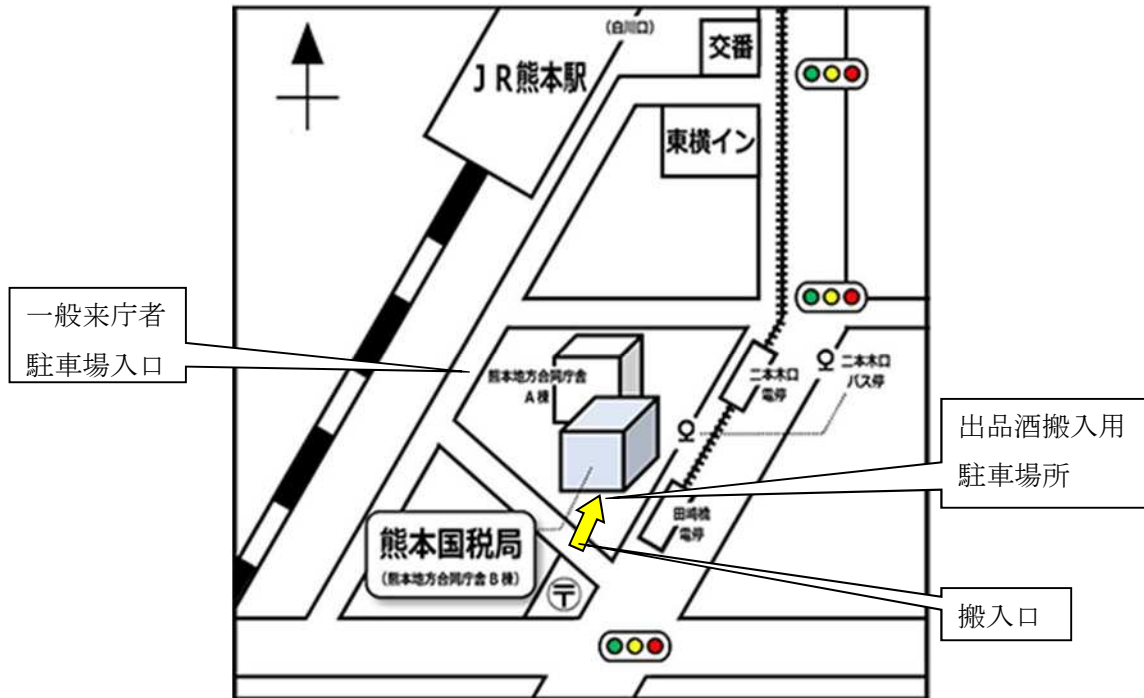 (白川口)
交番
JR熊本駅
東横イン
一般来庁者
駐車場入口
熊本地方合同庁舎
A棟
二本木口
電停
二本木口
バス停
出品酒搬入用
駐車場所
田崎橋
電停
熊本国税局
(熊本地方合同庁舎B棟)
〒
搬入口